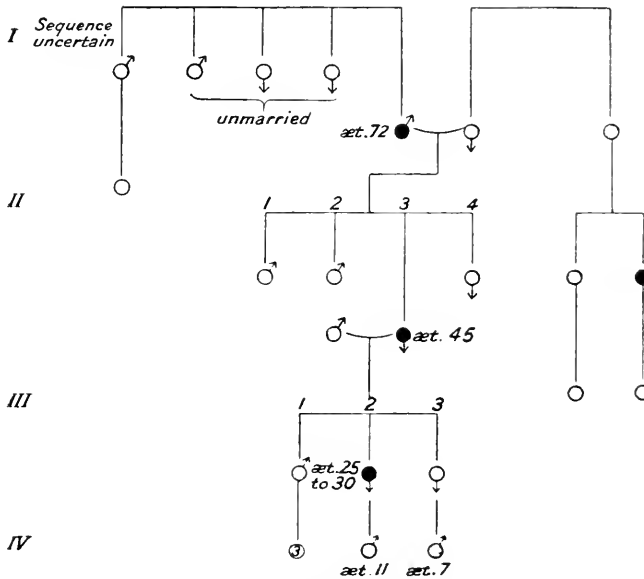 I Sequence
uncertain
unmarried
æt.72
II
1 2 3 4
æt. 45
III
1 2 3
æt.25
to 30
IV
3
æt.11 æt.7